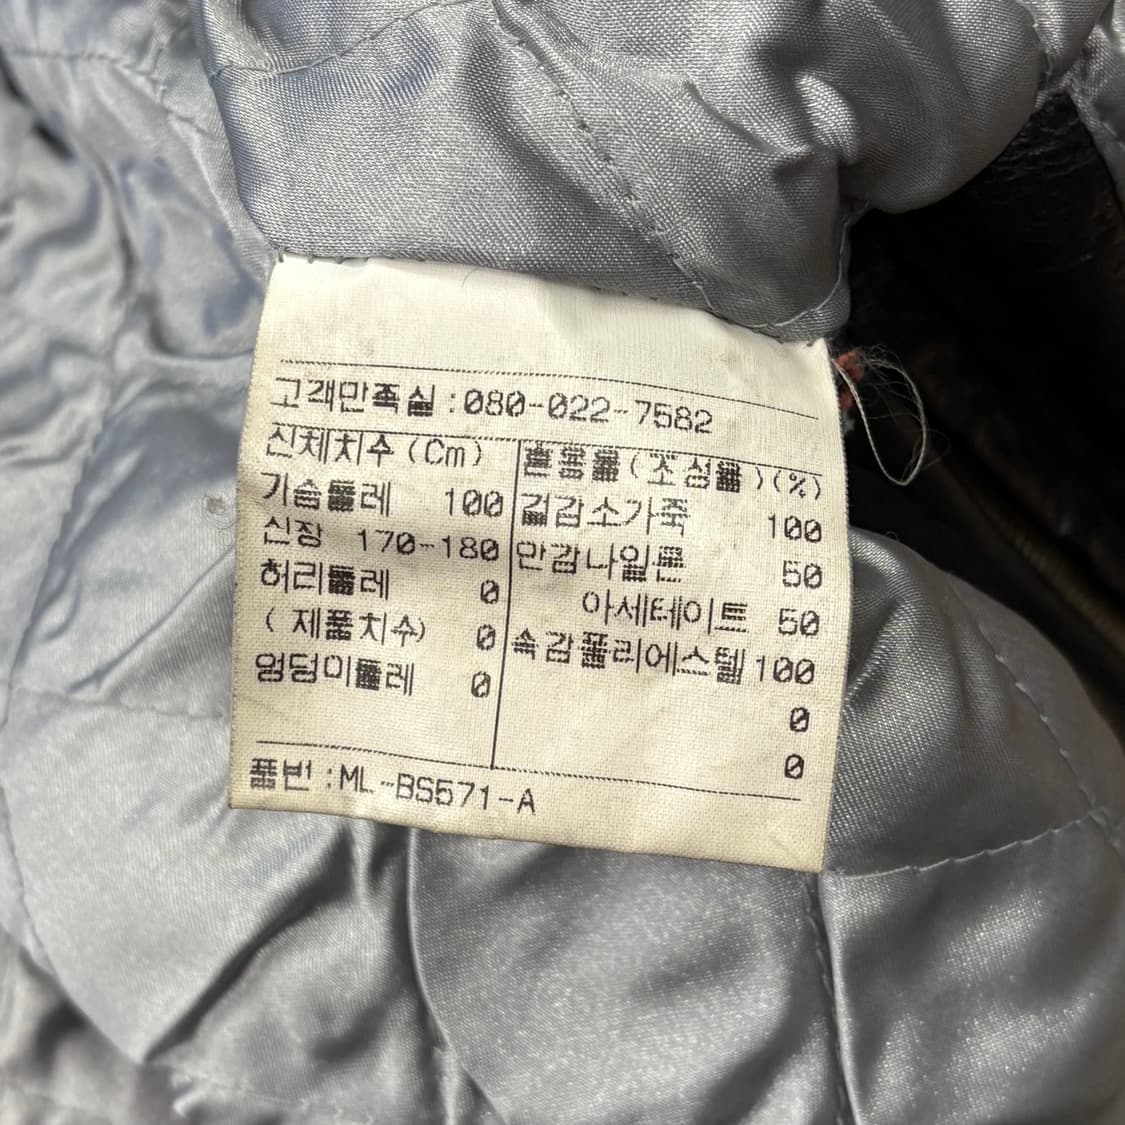 고객만족실 :080-022-7582
신체치수(Cm)
가슴둘레 100
신장 170-180
허리둘레 0
( 제품치수) 0
엉덩이둘레 0
혼용률(조성률)(%)
겉감소가죽 100
안감나일론 50
아세테이트 50
속감폴리에스텔 100
0
0
품번 :ML-BS571-A